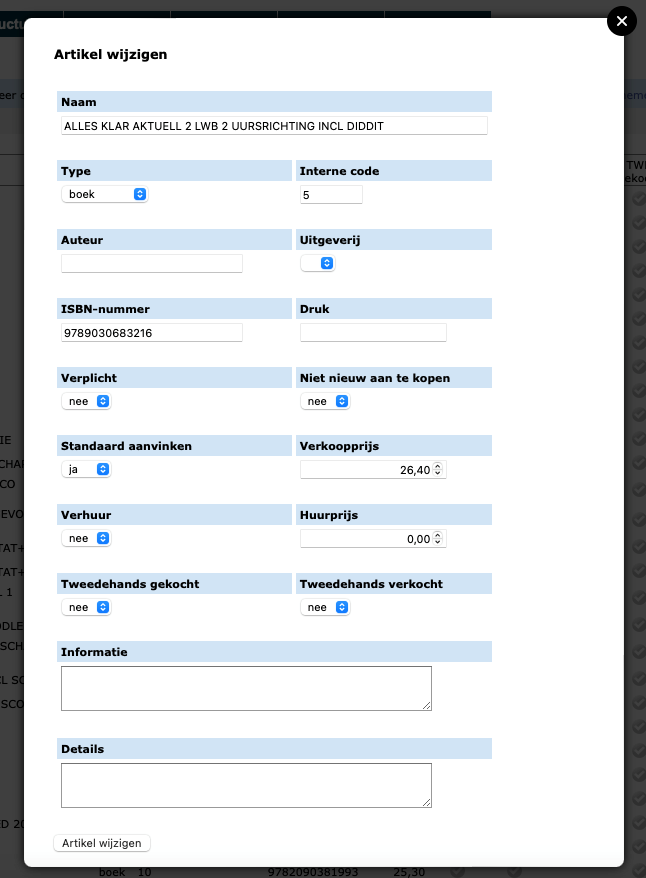 Artikel wijzigen
Naam
ALLES KLAR AKTUELL 2 LWB 2 UURSRICHTING INCL DIDDIT
Type Interne code
boek 5
Auteur Uitgeverij
ISBN-nummer Druk
9789030683216
Verplicht Niet nieuw aan te kopen
nee nee
Standaard aanvinken Verkoopprijs
ja 26,40
Verhuur Huurprijs
nee 0,00
Tweedehands gekocht Tweedehands verkocht
nee nee
Informatie
Details
Artikel wijzigen
boek 10 9782090381993 25,30